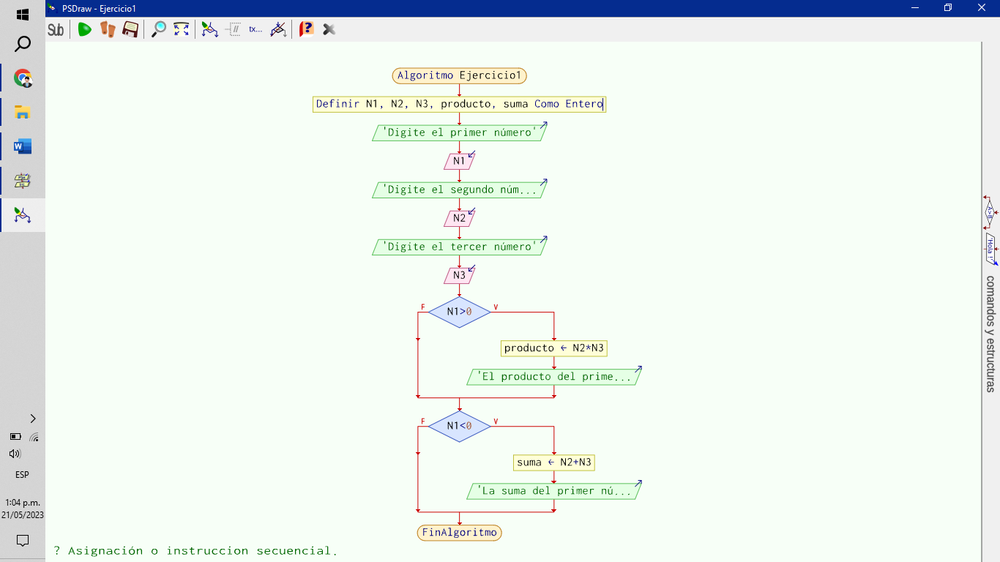 PSDraw - Ejercicio1
Sub
//
tx...
?
Algoritmo Ejercicio1
Definir N1, N2, N3, producto, suma Como Entero
'Digite el primer número'
N1
'Digite el segundo núm...
N2
'Digite el tercer número'
N3
F
N1>0
V
producto ← N2*N3
'El producto del prime...
F
N1<0
V
suma ← N2+N3
'La suma del primer nú...
FinAlgoritmo
A>B
'Hola !'
comandos y estructuras
ESP
1:04 p.m.
21/05/2023
? Asignación o instruccion secuencial.